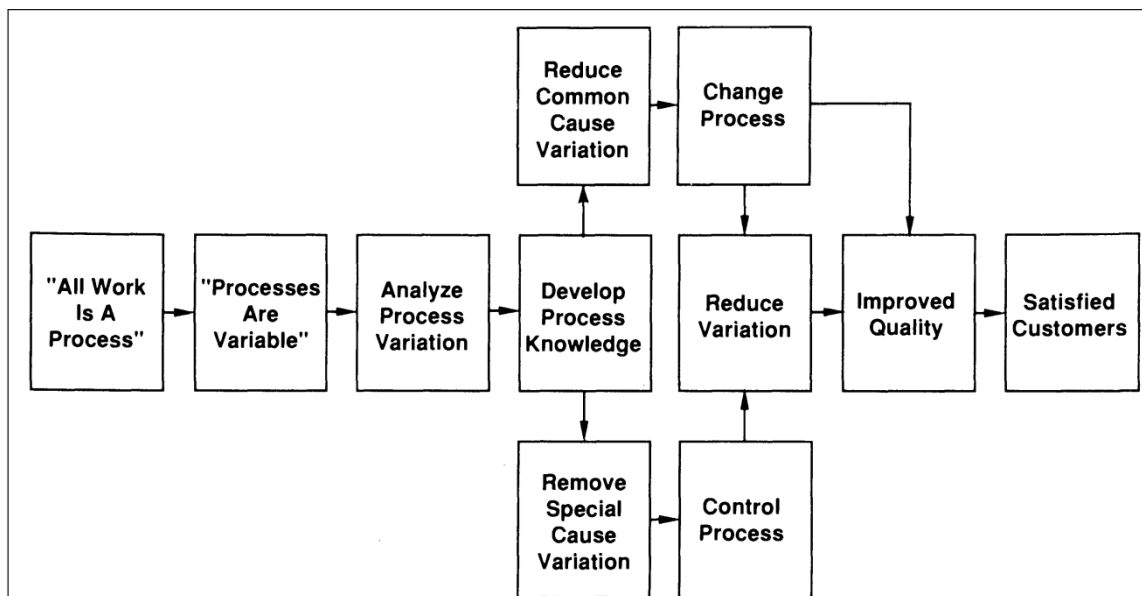 Reduce
Common
Cause
Variation
Change
Process
"All Work
Is A
Process"
"Processes
Are
Variable"
Analyze
Process
Variation
Develop
Process
Knowledge
Reduce
Variation
Improved
Quality
Satisfied
Customers
Remove
Special
Cause
Variation
Control
Process